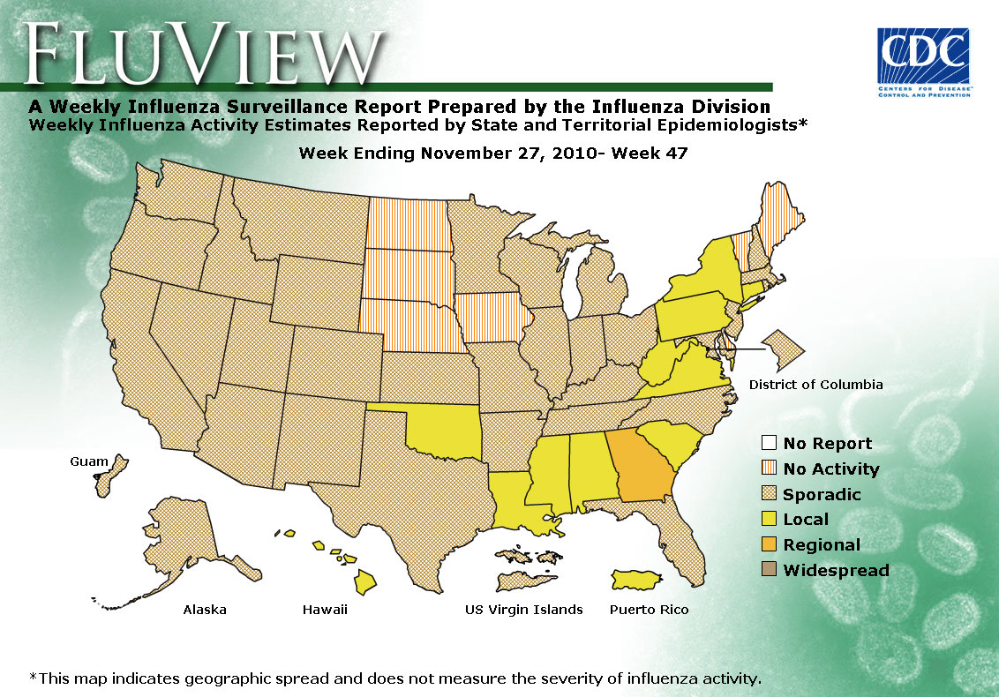 FLUVIEW
CDC
CENTERS FOR DISEASE™
CONTROL AND PREVENTION
A Weekly Influenza Surveillance Report Prepared by the Influenza Division
Weekly Influenza Activity Estimates Reported by State and Territorial Epidemiologists*
Week Ending November 27, 2010- Week 47
District of Columbia
No Report
Guam
No Activity
Sporadic
Local
Regional
Widespread
Alaska
Hawaii
US Virgin Islands
Puerto Rico
*This map indicates geographic spread and does not measure the severity of influenza activity.